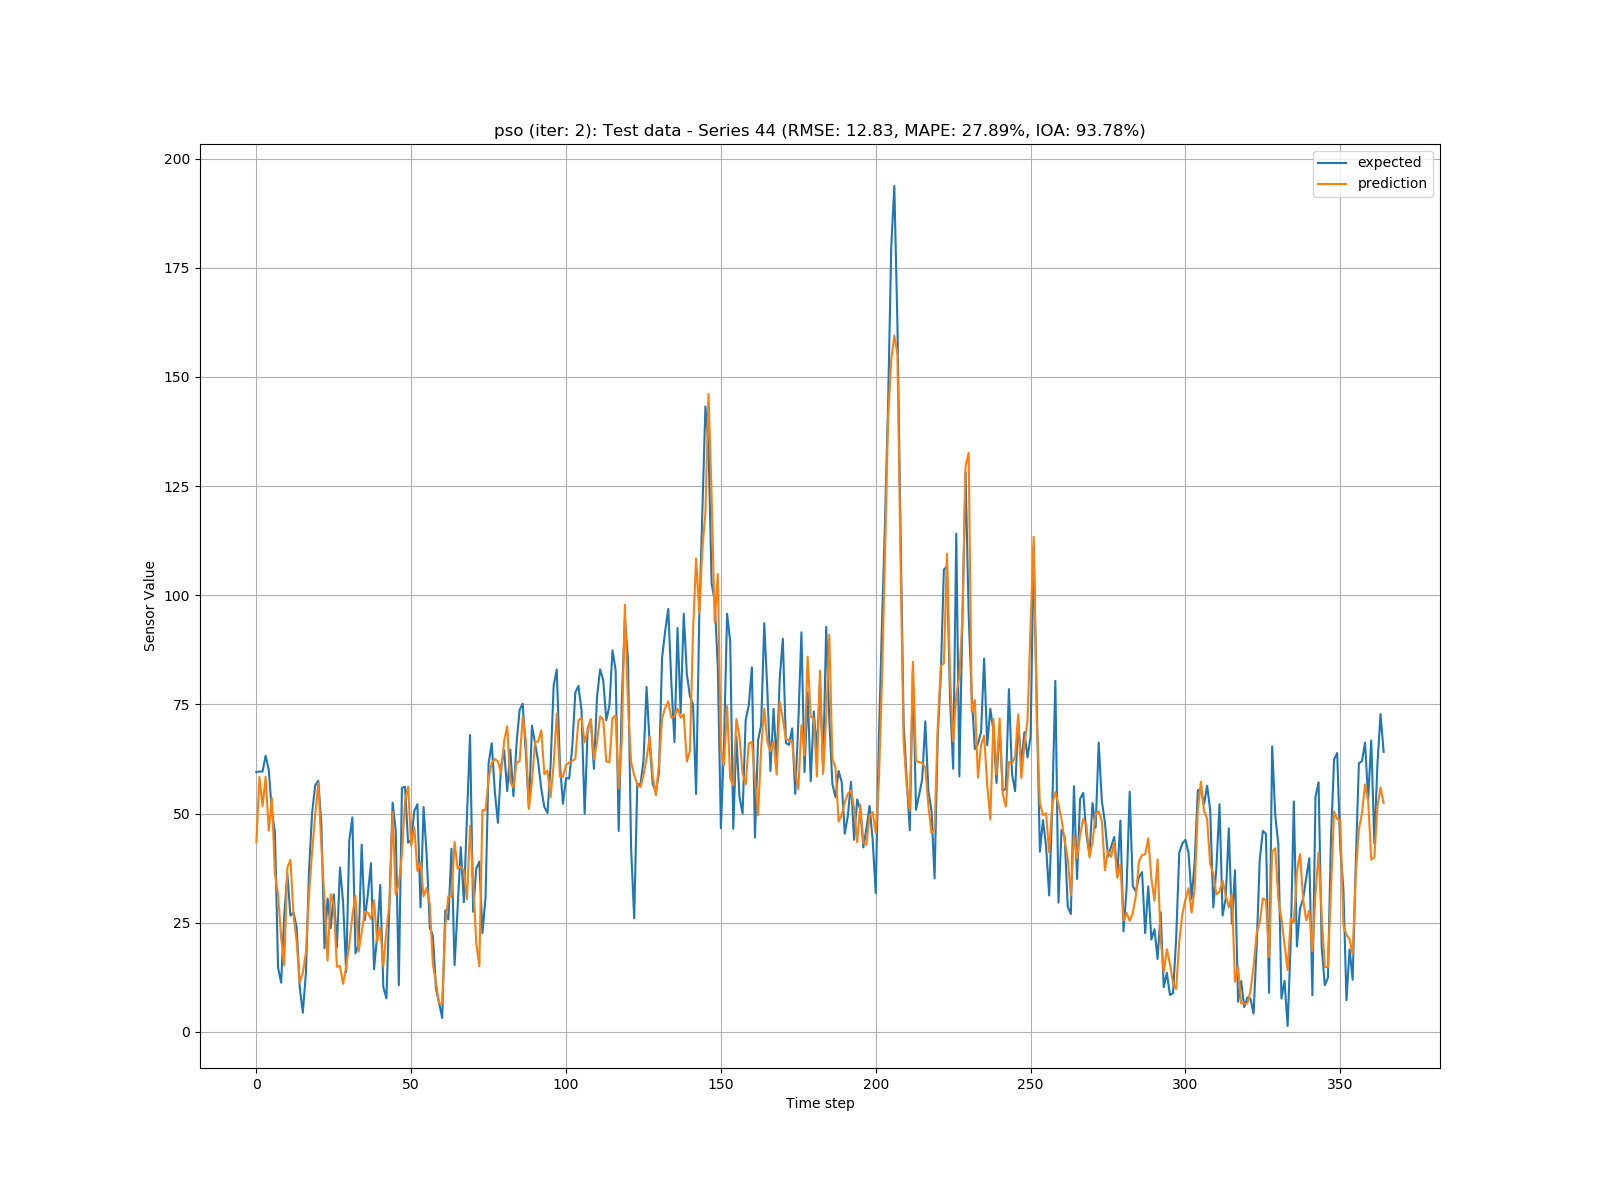 pso (iter: 2): Test data - Series 44 (RMSE: 12.83, MAPE: 27.89%, IOA: 93.78%)
expected
prediction
200
175
150
125
100
75
50
25
0
Sensor Value
0 50 100 150 200 250 300 350
Time step